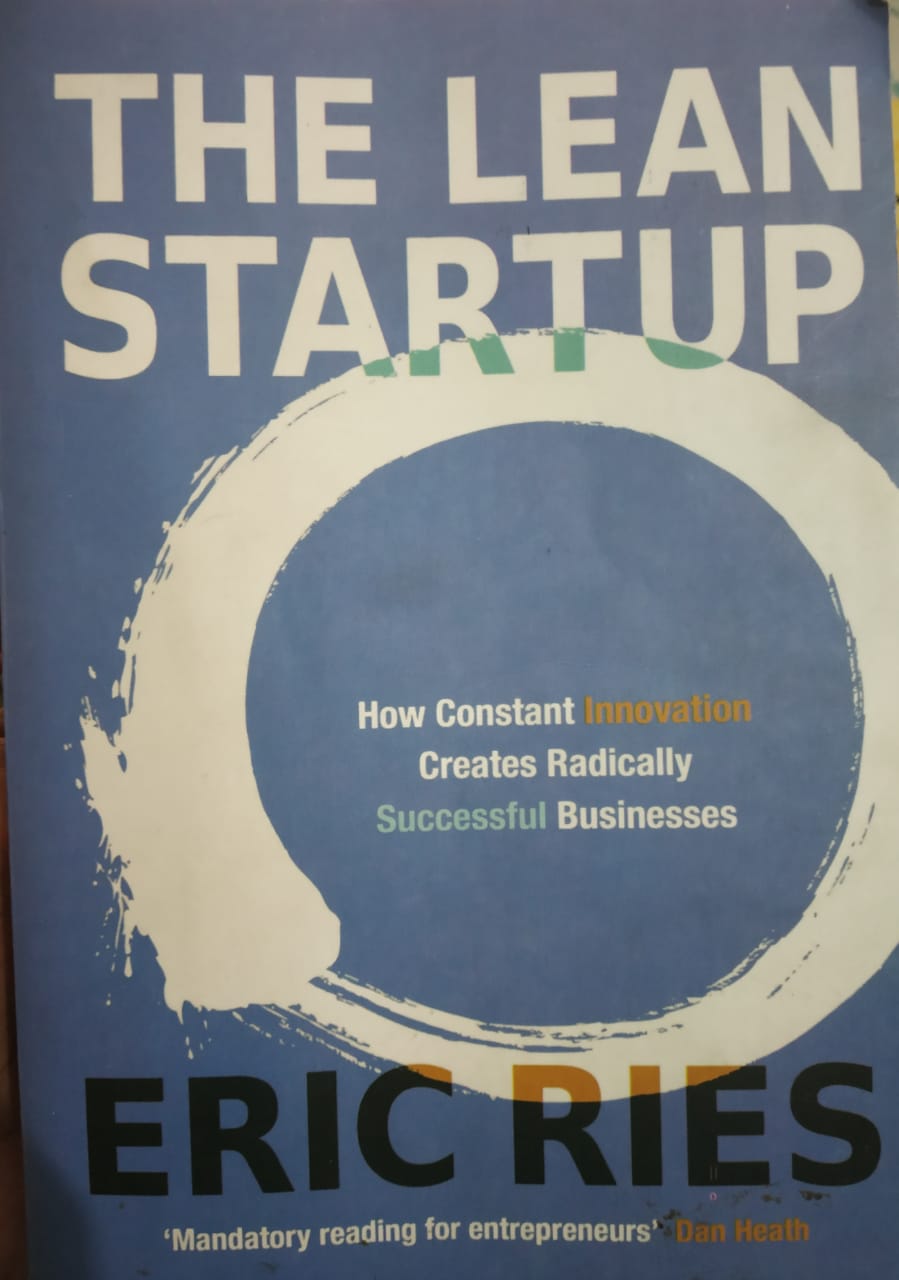 THE LEAN
STARTUP
How Constant Innovation
Creates Radically
Successful Businesses
ERIC RIES
‘Mandatory reading for entrepreneurs’ Dan Heath